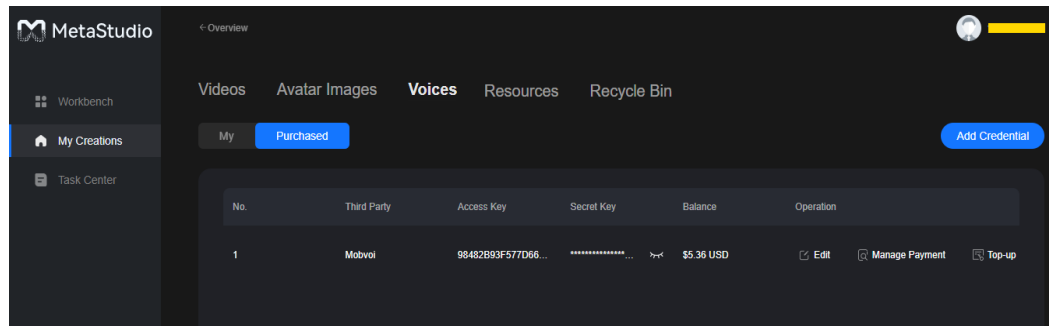 MetaStudio
← Overview
Workbench
My Creations
Task Center
Videos Avatar Images Voices Resources Recycle Bin
My Purchased Add Credential
No. Third Party Access Key Secret Key Balance Operation
1 Mobvoi 98482B93F577D66... ***************... $5.36 USD Edit Manage Payment Top-up